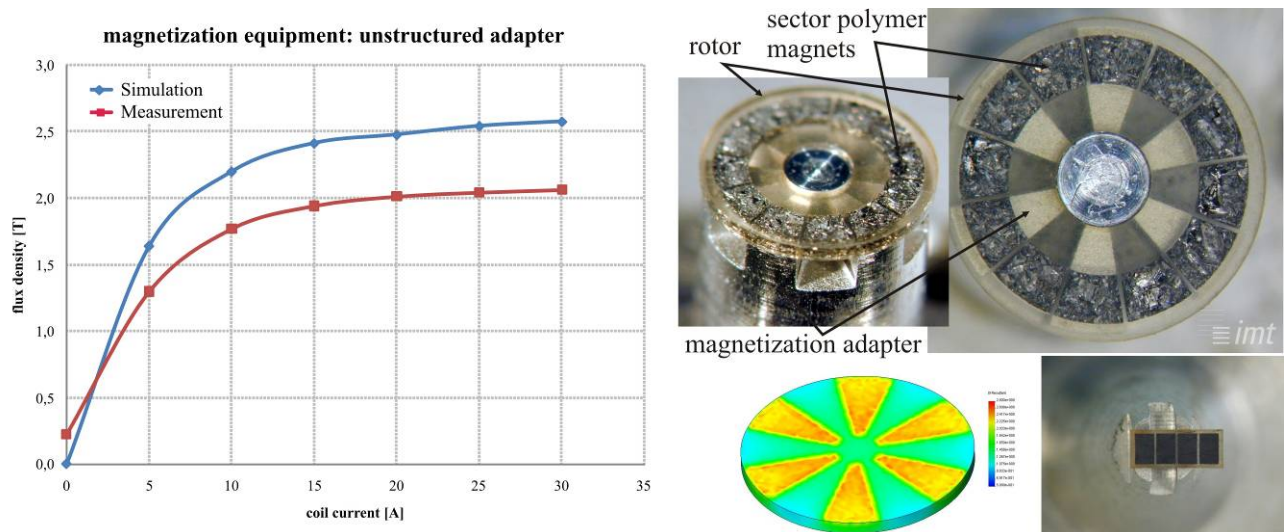 magnetization equipment: unstructured adapter
3,0
2,5
2,0
1,5
1,0
0,5
0,0
flux density [T]
Simulation
Measurement
0 5 10 15 20 25 30 35
coil current [A]
rotor
sector polymer
magnets
magnetization adapter
imt